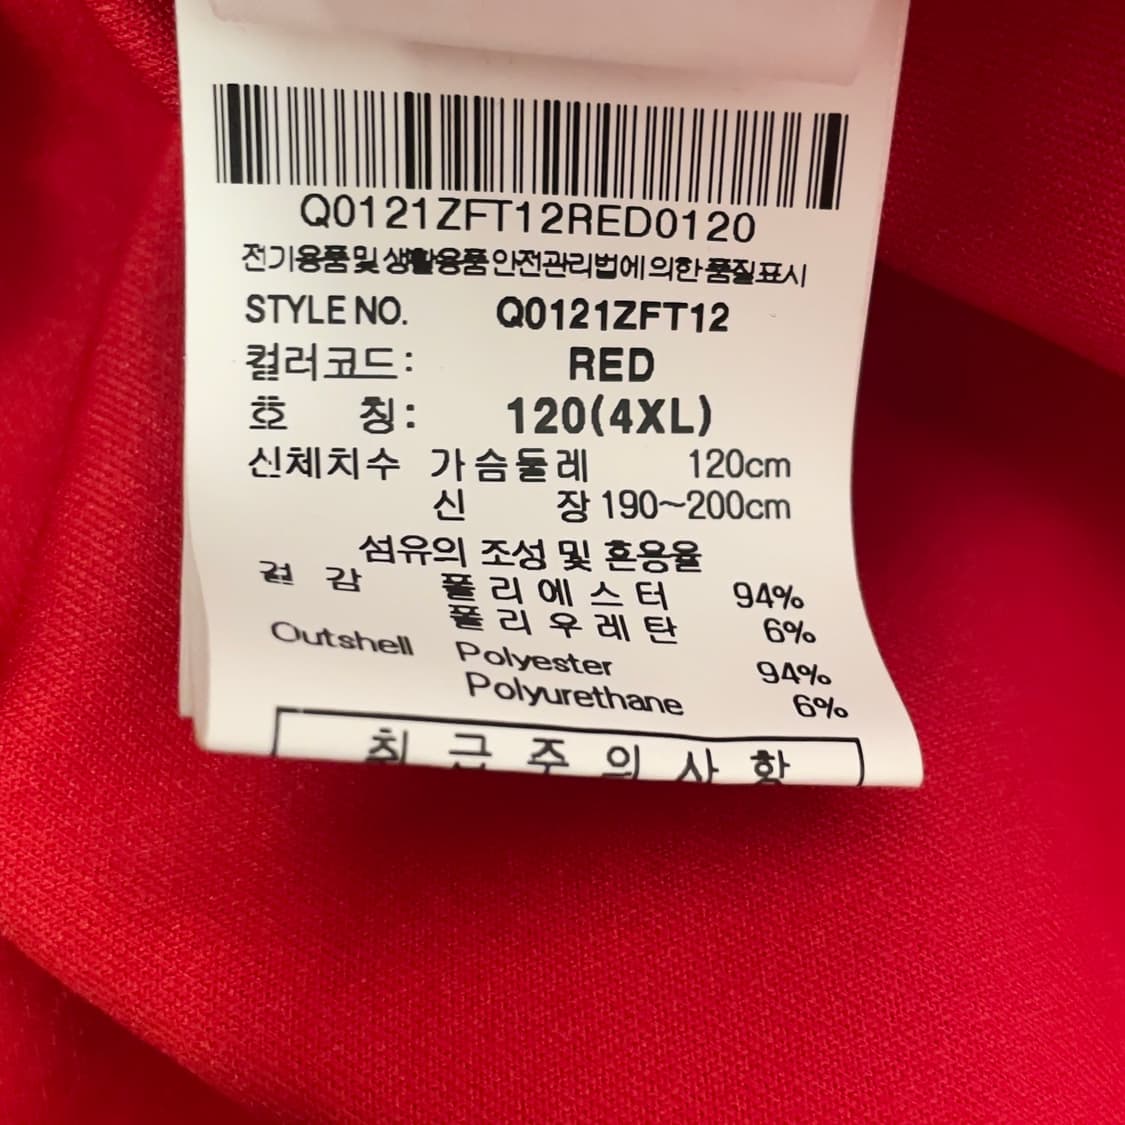 Q0121ZFT12RED0120
전기용품 및 생활용품 안전관리법에 의한 품질표시
STYLE NO. Q0121ZFT12
컬러코드: RED
호 칭: 120(4XL)
신체치수 가슴둘레 120cm
신 장 190~200cm
섬유의 조성 및 혼용율
겉 감 폴리에스터 94%
폴리우레탄 6%
Outshell Polyester 94%
Polyurethane 6%
취급주의사항